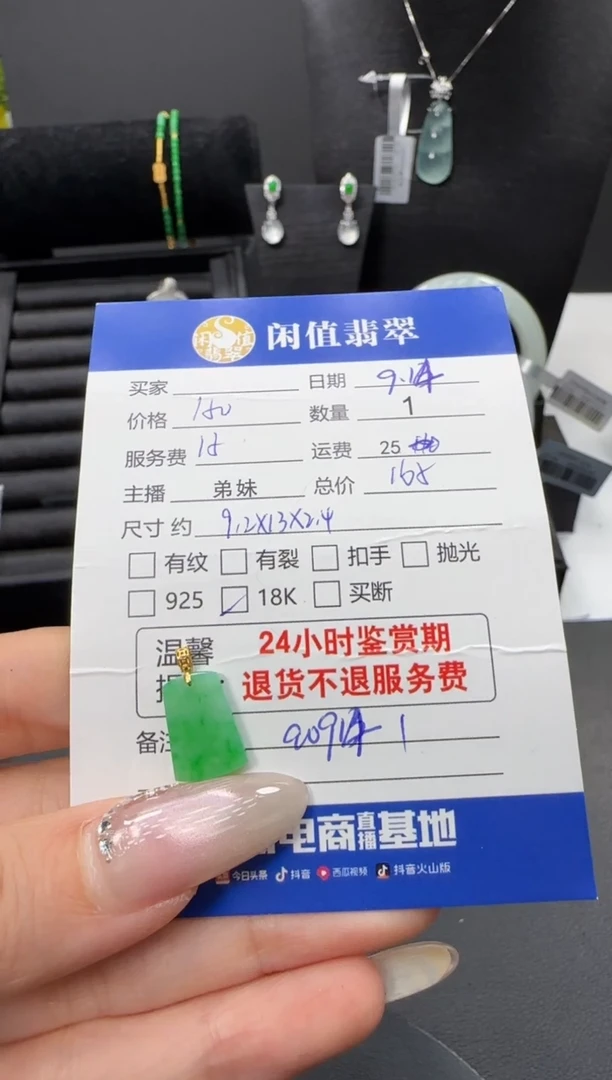 闲值翡翠
闲值翡翠
买家 日期
价格 150 数量 1
服务费 18 运费 25
主播 弟妹 总价 168
尺寸 约 9.2X13X2.4
有纹 有裂 扣手 抛光
925 18K 买断
温馨 24小时鉴赏期
退货不退服务费
备注
电商直播基地
今日头条 抖音 西瓜视频 抖音火山版